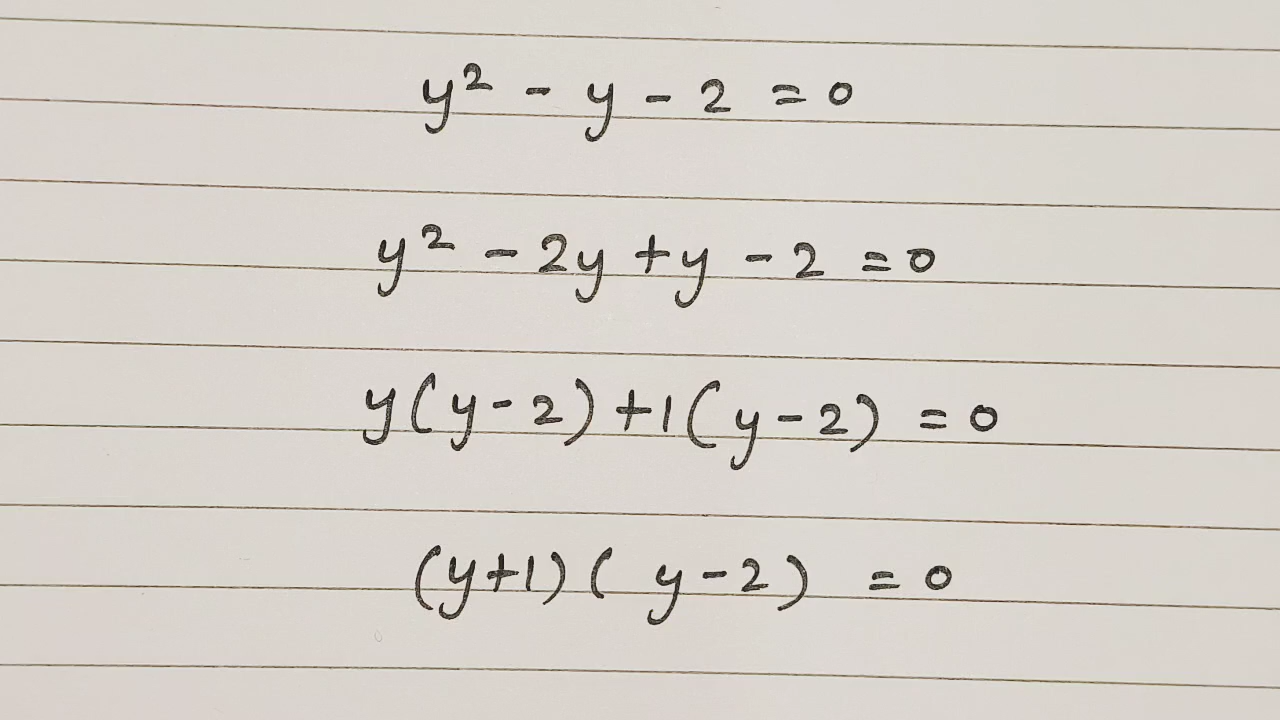 y² - y - 2 = 0
y² - 2y + y - 2 = 0
y(y-2) + 1(y-2) = 0
(y+1)(y-2) = 0